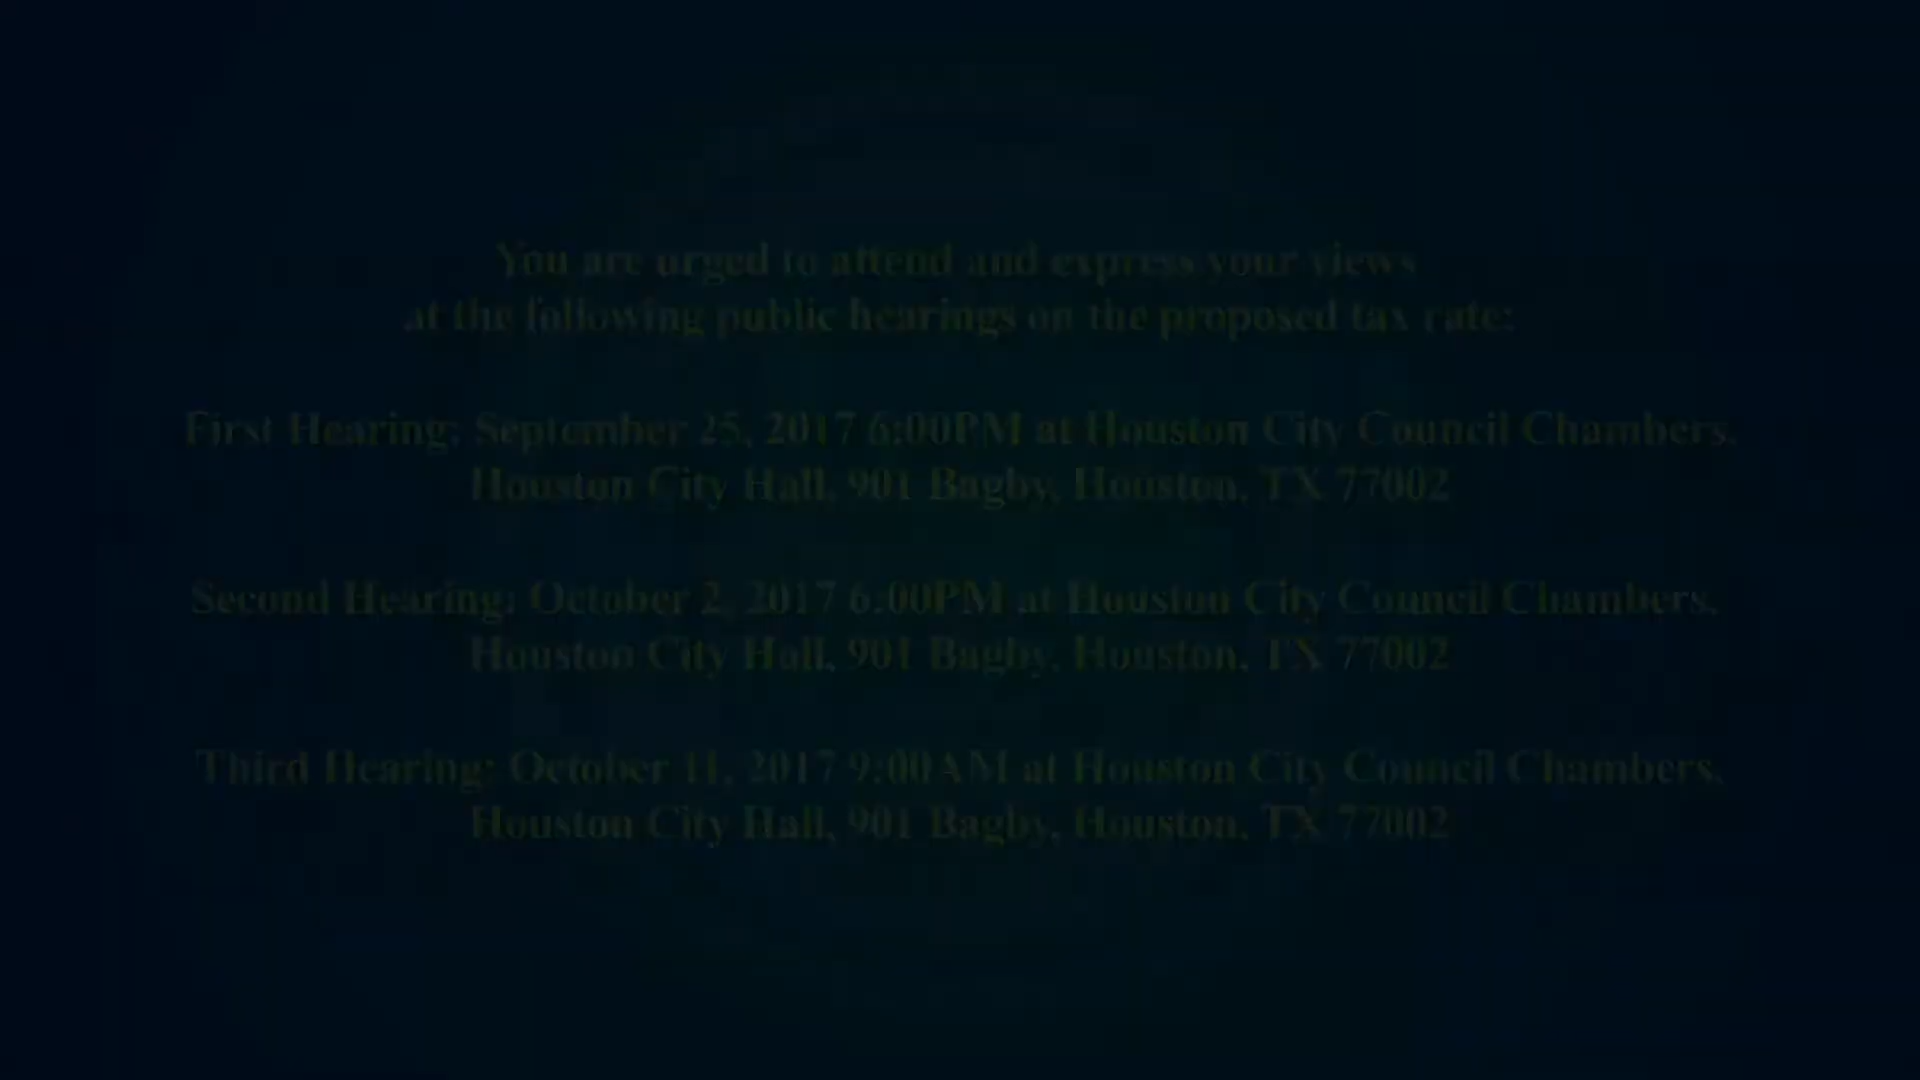 You are urged to attend and express your views
at the following public hearings on the proposed tax rate:
First Hearing: September 25, 2017 6:00PM at Houston City Council Chambers,
Houston City Hall, 901 Bagby, Houston, TX 77002
Second Hearing: October 2, 2017 6:00PM at Houston City Council Chambers,
Houston City Hall, 901 Bagby, Houston, TX 77002
Third Hearing: October 11, 2017 9:00AM at Houston City Council Chambers,
Houston City Hall, 901 Bagby, Houston, TX 77002